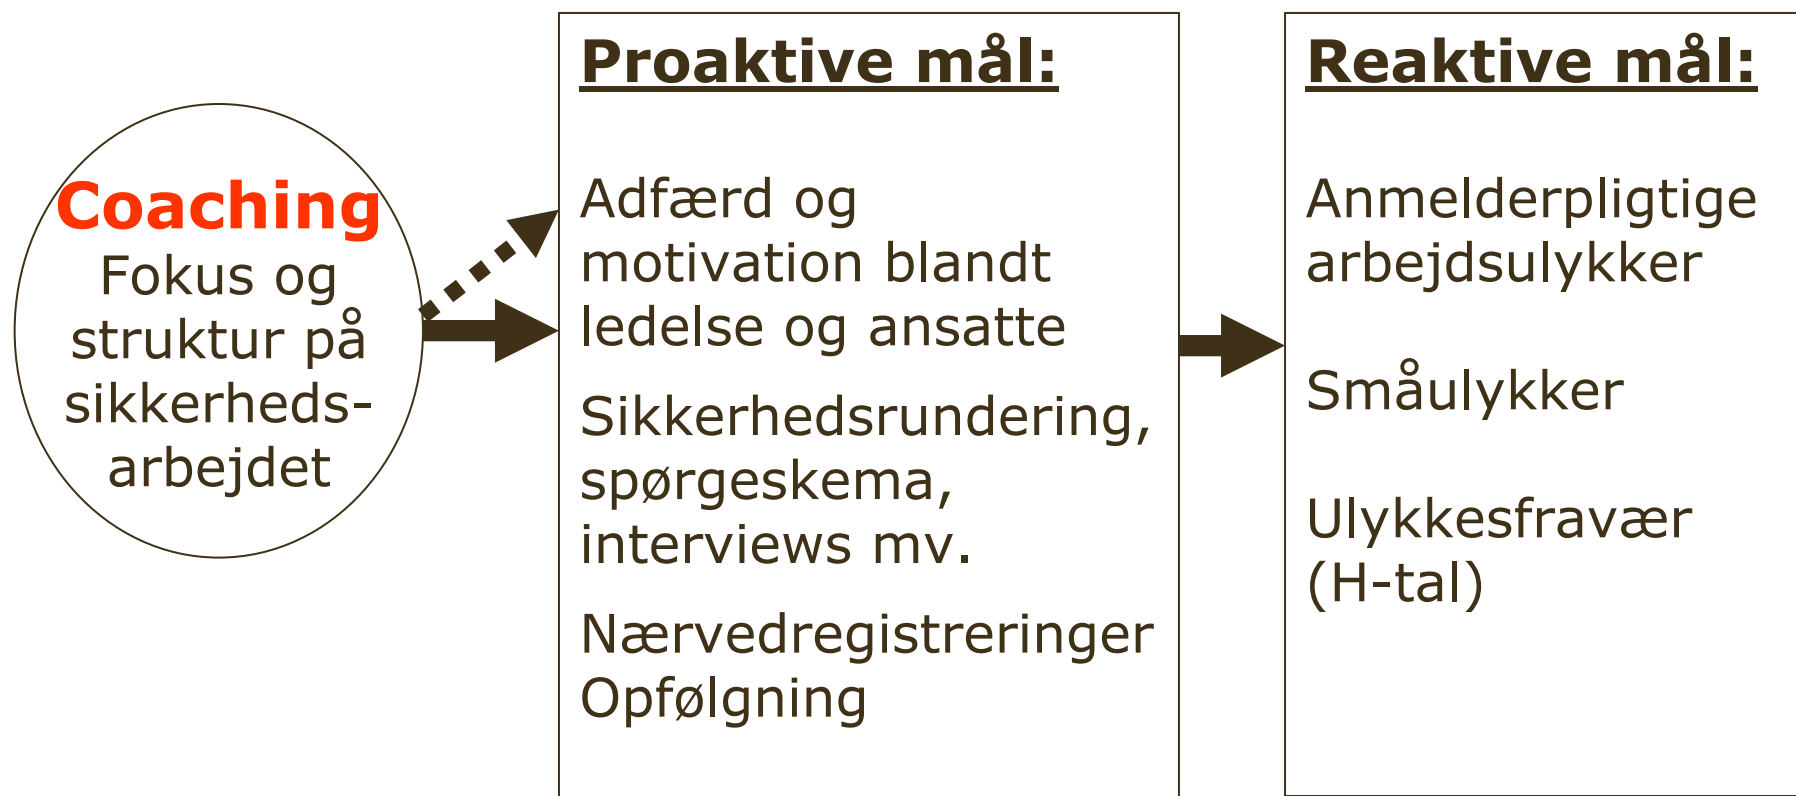 Coaching
Fokus og
struktur på
sikkerheds-
arbejdet
Proaktive mål:
Adfærd og
motivation blandt
ledelse og ansatte
Sikkerhedsrundering,
spørgeskema,
interviews mv.
Nærvedregistreringer
Opfølgning
Reaktive mål:
Anmelderpligtige
arbejdsulykker
Småulykker
Ulykkesfravær
(H-tal)